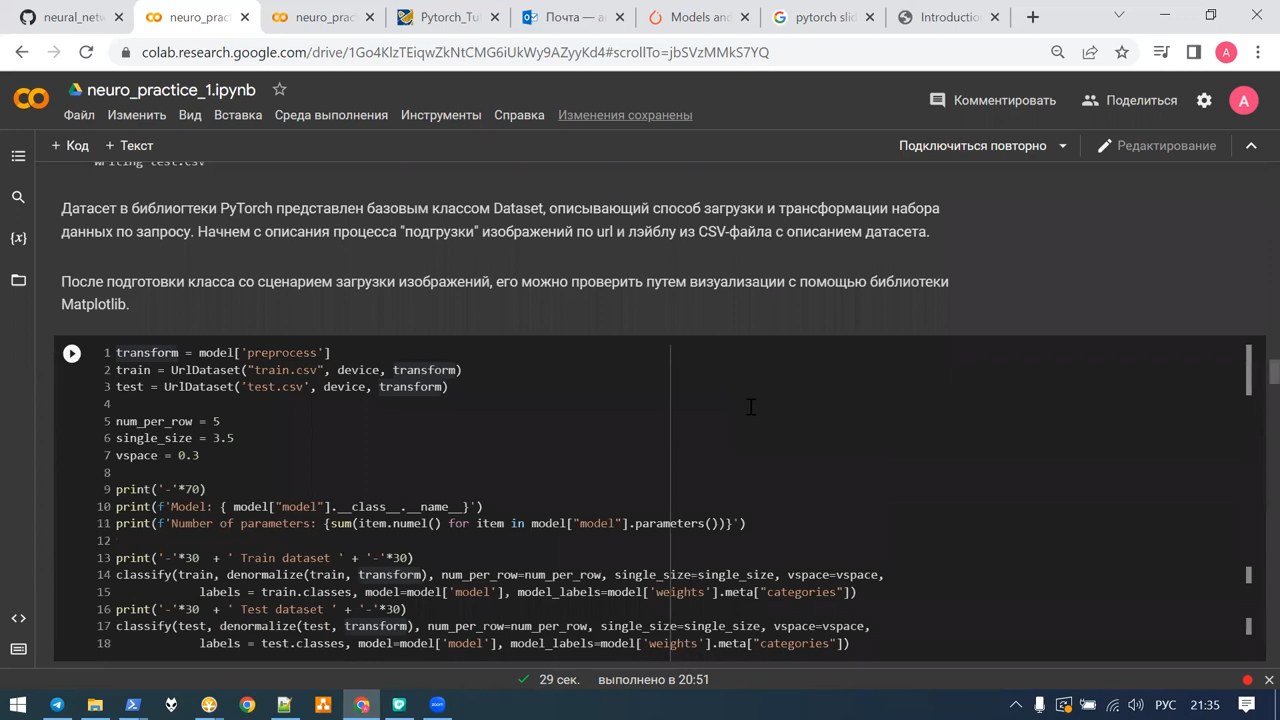 neural_netw
neuro_prac
neuro_prac
Pytorch_Tut
Почта — a
Models and
pytorch slid
Introductio
colab.research.google.com/drive/1Go4KlzTEiqwZkNtCMG6iUkWy9AZyyKd4#scrollTo=jbSVzMMkS7YQ
A
neuro_practice_1.ipynb
Комментировать
Поделиться
A
Файл Изменить Вид Вставка Среда выполнения Инструменты Справка Изменения сохранены
+ Код + Текст
Подключиться повторно
Редактирование
Writing test.csv
Датасет в библиогтеки PyTorch представлен базовым классом Dataset, описывающий способ загрузки и трансформации набора
данных по запросу. Начнем с описания процесса "подгрузки" изображений по url и лэйблу из CSV-файла с описанием датасета.
После подготовки класса со сценарием загрузки изображений, его можно проверить путем визуализации с помощью библиотеки
Matplotlib.
1 transform = model['preprocess']
2 train = UrlDataset("train.csv", device, transform)
3 test = UrlDataset('test.csv', device, transform)
4
5 num_per_row = 5
6 single_size = 3.5
7 vspace = 0.3
8
9 print('-'*70)
10 print(f'Model: { model["model"].__class__.__name__}')
11 print(f'Number of parameters: {sum(item.numel() for item in model["model"].parameters())}')
12
13 print('-'*30 + ' Train dataset ' + '-'*30)
14 classify(train, denormalize(train, transform), num_per_row=num_per_row, single_size=single_size, vspace=vspace,
15 labels = train.classes, model=model['model'], model_labels=model['weights'].meta["categories"])
16 print('-'*30 + ' Test dataset ' + '-'*30)
17 classify(test, denormalize(test, transform), num_per_row=num_per_row, single_size=single_size, vspace=vspace,
18 labels = test.classes, model=model['model'], model_labels=model['weights'].meta["categories"])
29 сек. выполнено в 20:51
РУС 21:35